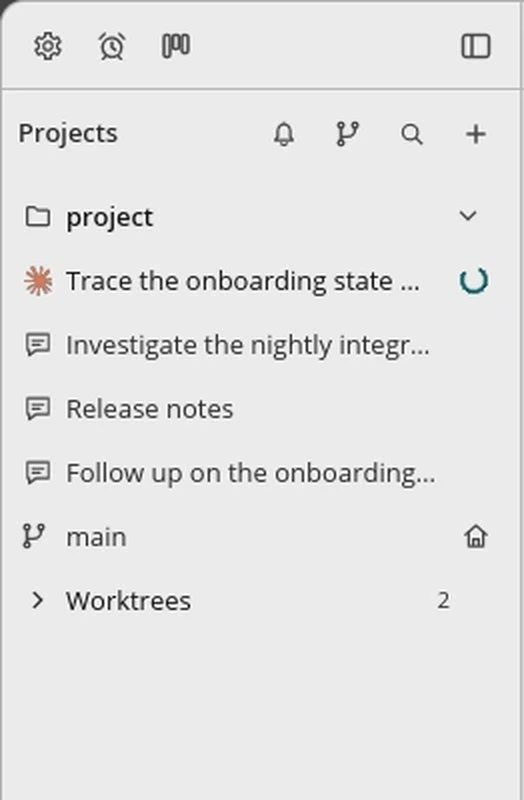 Projects
project
Trace the onboarding state ...
Investigate the nightly integr...
Release notes
Follow up on the onboarding...
main
Worktrees 2